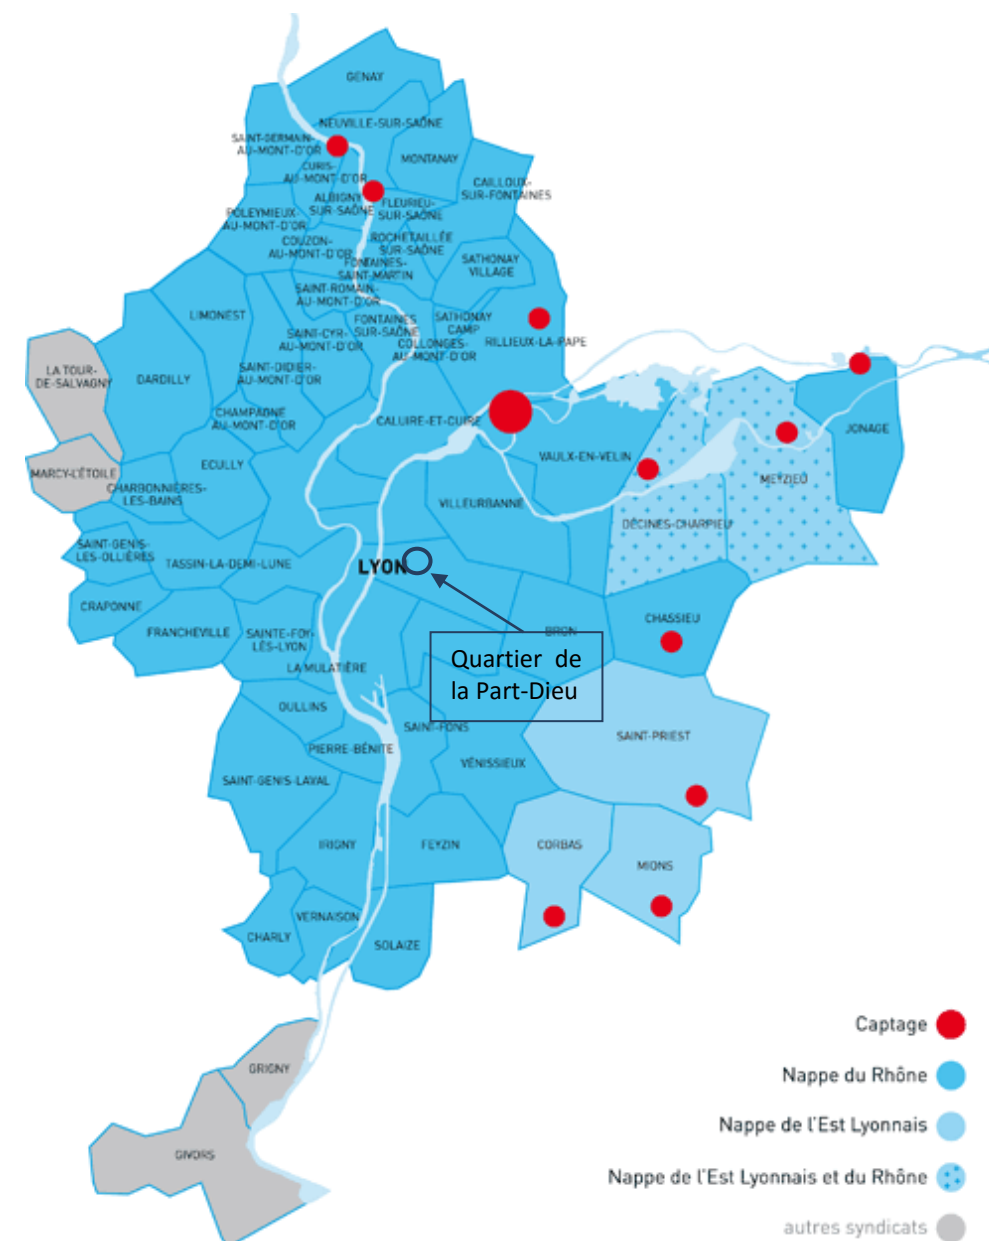 GENAY
NEUVILLE-SUR-SAÔNE
SAINT-GERMAIN-
AU-MONT-D'OR
MONTANAY
CURIS-
AU-MONT-D'OR
CAILLOUX-
SUR-FONTAINES
ALBIGNY
SUR-SAÔNE
FLEURIEU-
SUR-SAÔNE
POLEYMIEUX-
AU-MONT-D'OR
COUZON-
AU-MONT-D'OR
ROCHETAILLÉE
SUR-SAÔNE
FONTAINES-
SAINT-MARTIN
SATHONAY
VILLAGE
SAINT-ROMAIN-
AU-MONT-D'OR
LIMONEST
FONTAINES
SUR-SAÔNE
SATHONAY
CAMP
SAINT-CYR-
AU-MONT-D'OR
COLLONGES-
AU-MONT-D'OR
RILLIEUX-LA-PAPE
LA TOUR-
DE-SALVAGNY
DARDILLY
SAINT-DIDIER-
AU-MONT-D'OR
CHAMPAGNE
AU-MONT-D'OR
CALUIRE-ET-CUIRE
JONAGE
MARCY-L'ÉTOILE
ECULLY
VAULX-EN-VELIN
MEYZIEU
CHARBONNIÈRES-
LES-BAINS
VILLEURBANNE
DÉCINES-CHARPIEU
SAINT-GENIS-
LES-OLLIÈRES
TASSIN-LA-DEMI-LUNE
LYON
CRAPONNE
FRANCHEVILLE
SAINTE-FOY-
LÈS-LYON
CHASSIEU
BRON
Quartier de
la Part-Dieu
LA MULATIÈRE
OULLINS
SAINT-FONS
SAINT-PRIEST
PIERRE-BÉNITE
VÉNISSIEUX
SAINT-GENIS-LAVAL
IRIGNY
FEYZIN
CORBAS
MIONS
VERNAISON
CHARLY
SOLAIZE
GRIGNY
GIVORS
Captage
Nappe du Rhône
Nappe de l'Est Lyonnais
Nappe de l'Est Lyonnais et du Rhône
autres syndicats